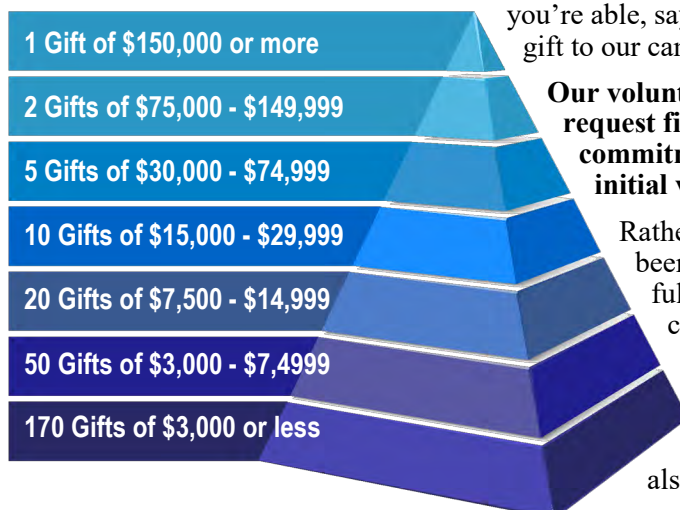 1 Gift of $150,000 or more
2 Gifts of $75,000 - $149,999
5 Gifts of $30,000 - $74,999
10 Gifts of $15,000 - $29,999
20 Gifts of $7,500 - $14,999
50 Gifts of $3,000 - $7,4999
170 Gifts of $3,000 or less
you're able, say
gift to our
Our
request
initial
Rathe
been